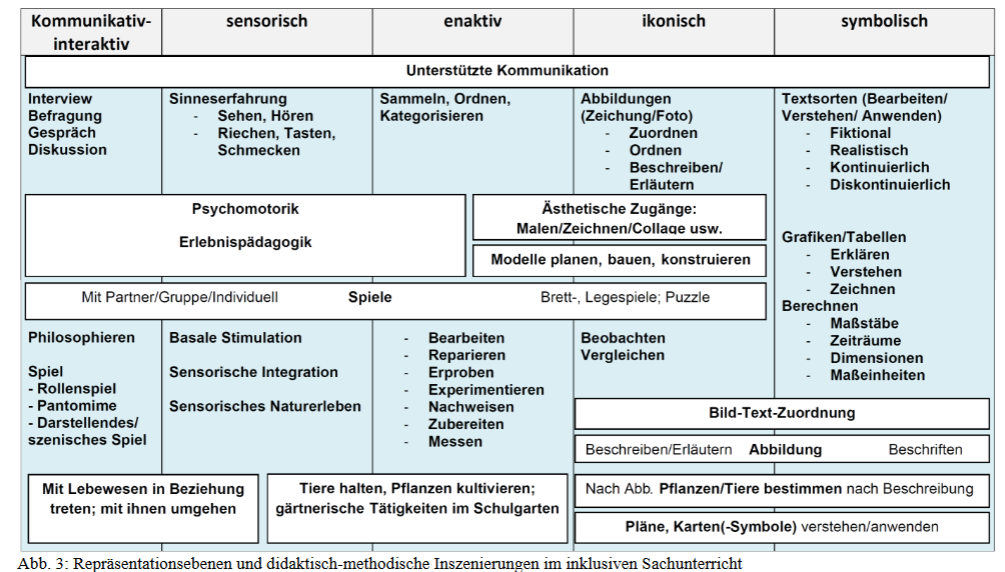 Kommunikativ-
interaktiv
sensorisch
enaktiv
ikonisch
symbolisch
Unterstützte Kommunikation
Interview
Befragung
Gespräch
Diskussion
Sinneserfahrung
- Sehen, Hören
- Riechen, Tasten,
Schmecken
Sammeln, Ordnen,
Kategorisieren
Abbildungen
(Zeichung/Foto)
- Zuordnen
- Ordnen
- Beschreiben/
Erläutern
Textsorten (Bearbeiten/
Verstehen/ Anwenden)
- Fiktional
- Realistisch
- Kontinuierlich
- Diskontinuierlich
Psychomotorik
Erlebnispädagogik
Ästhetische Zugänge:
Malen/Zeichnen/Collage usw.
Modelle planen, bauen, konstruieren
Grafiken/Tabellen
- Erklären
- Verstehen
- Zeichnen
Berechnen
- Maßstäbe
- Zeiträume
- Dimensionen
- Maßeinheiten
Mit Partner/Gruppe/Individuell Spiele Brett-, Legespiele; Puzzle
Philosophieren
Spiel
- Rollenspiel
- Pantomime
- Darstellendes/
szenisches Spiel
Basale Stimulation
Sensorische Integration
Sensorisches Naturerleben
- Bearbeiten
- Reparieren
- Erproben
- Experimentieren
- Nachweisen
- Zubereiten
- Messen
Beobachten
Vergleichen
Bild-Text-Zuordnung
Beschreiben/Erläutern Abbildung Beschriften
Mit Lebewesen in Beziehung
treten; mit ihnen umgehen
Tiere halten, Pflanzen kultivieren;
gärtnerische Tätigkeiten im Schulgarten
Nach Abb. Pflanzen/Tiere bestimmen nach Beschreibung
Pläne, Karten(-Symbole) verstehen/anwenden
Abb. 3: Repräsentationsebenen und didaktisch-methodische Inszenierungen im inklusiven Sachunterricht